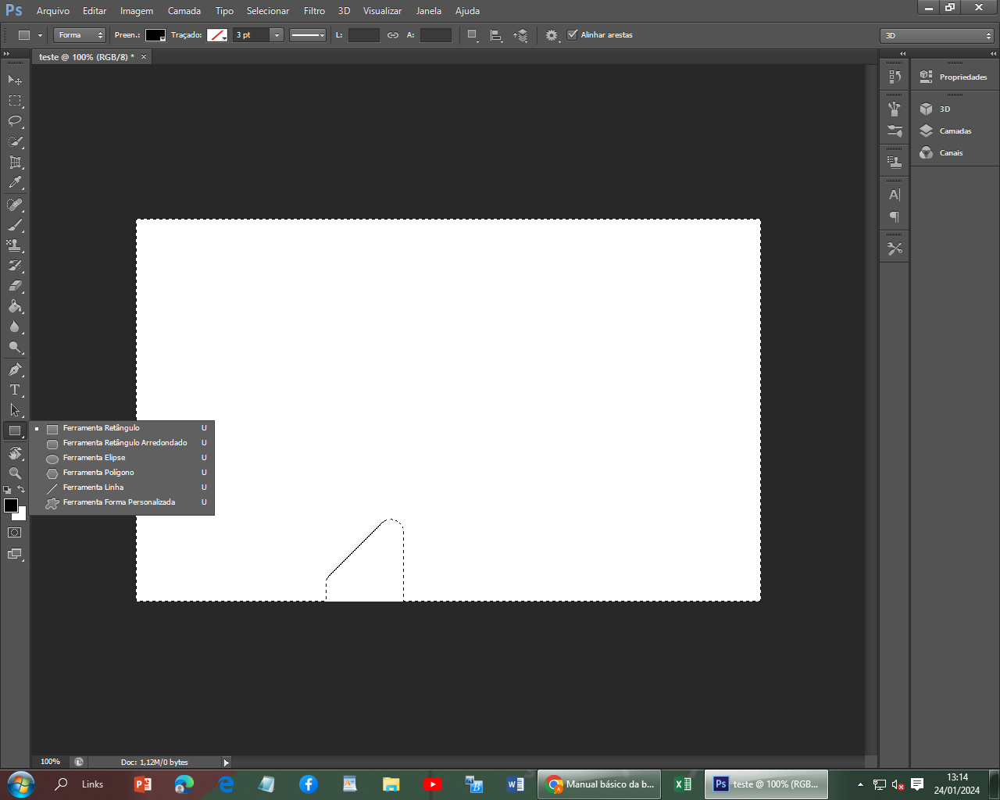 Ps Arquivo Editar Imagem Camada Tipo Selecionar Filtro 3D Visualizar Janela Ajuda
Forma Preen.: Traçado: 3 pt L: A: Alinhar arestas 3D
teste @ 100% (RGB/8) * ×
Propriedades
3D
Camadas
Canais
A|
¶
T
Ferramenta Retângulo U
Ferramenta Retângulo Arredondado U
Ferramenta Elipse U
Ferramenta Polígono U
Ferramenta Linha U
Ferramenta Forma Personalizada U
100% Doc: 1,12M/0 bytes
Links Manual básico da b... Ps teste @ 100% (RGB...
13:14
24/01/2024